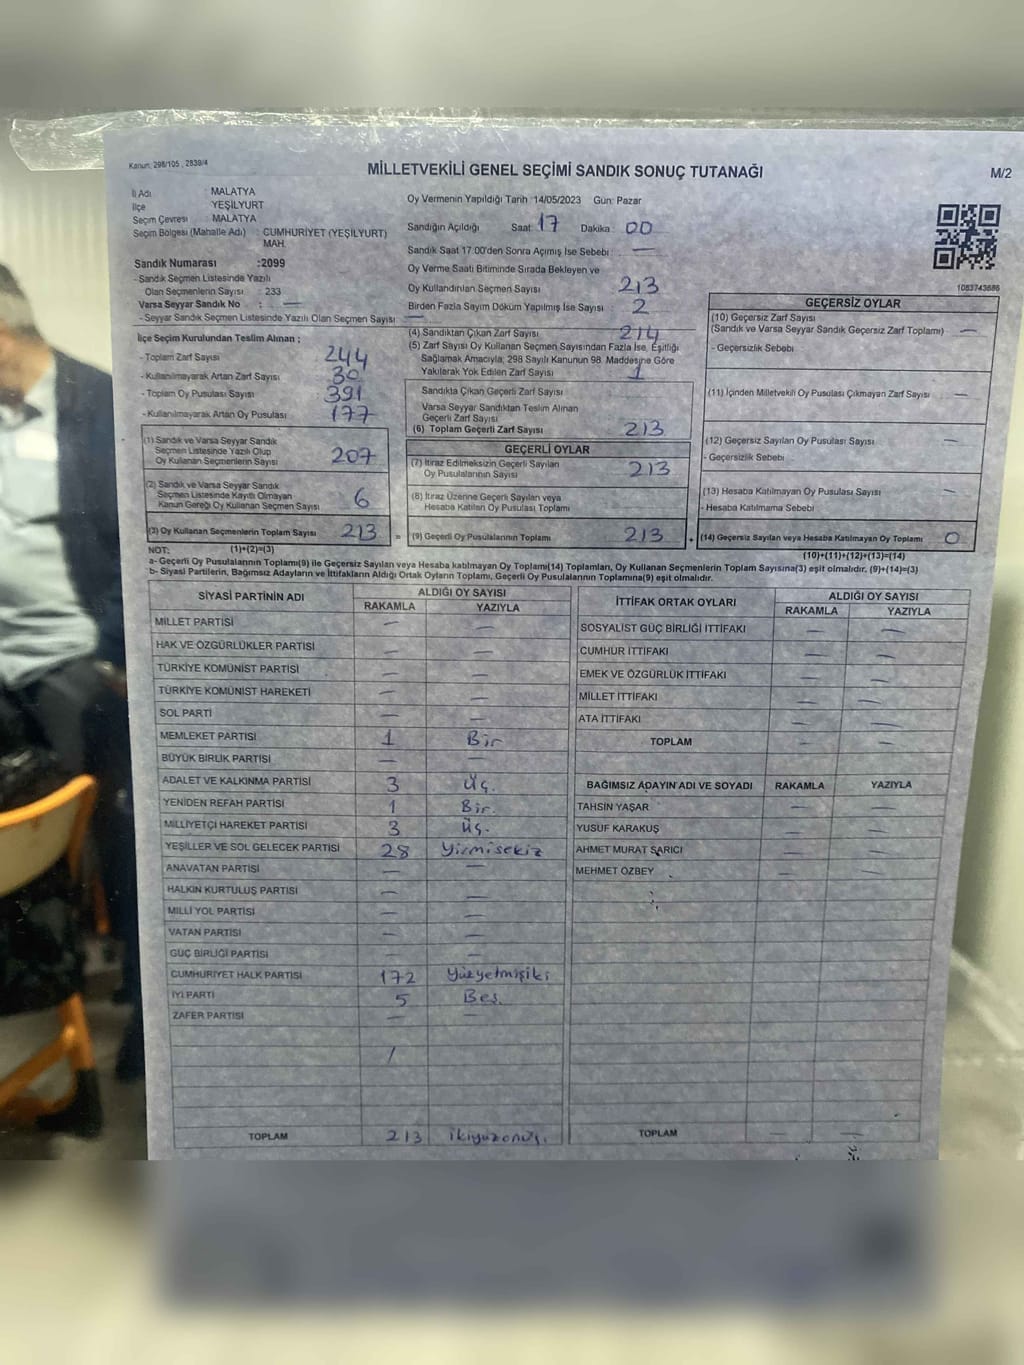 Kanun: 298/105 , 2839/4
MİLLETVEKİLİ GENEL SEÇİMİ SANDIK SONUÇ TUTANAĞI
M/2
İl Adı : MALATYA
İlçe : YEŞİLYURT
Seçim Çevresi : MALATYA
Seçim Bölgesi (Mahalle Adı) : CUMHURİYET (YEŞİLYURT) MAH.
Sandık Numarası :2099
- Sandık Seçmen Listesinde Yazılı
Olan Seçmenlerin Sayısı : 233
Varsa Seyyar Sandık No : —
- Seyyar Sandık Seçmen Listesinde Yazılı Olan Seçmen Sayısı : —
Oy Vermenin Yapıldığı Tarih : 14/05/2023 Gün: Pazar
Sandığın Açıldığı Saat : 17 Dakika : 00
Sandık Saat 17:00'den Sonra Açımış İse Sebebi : —
Oy Verme Saati Bitiminde Sırada Bekleyen ve
Oy Kullandırılan Seçmen Sayısı : 213
Birden Fazla Sayım Döküm Yapılmış İse Sayısı : 2
1083743686
İlçe Seçim Kurulundan Teslim Alınan ;
- Toplam Zarf Sayısı : 244
- Kullanılmayarak Artan Zarf Sayısı : 30
- Toplam Oy Pusulası Sayısı : 391
- Kullanılmayarak Artan Oy Pusulası : 177
(1) Sandık ve Varsa Seyyar Sandık
Seçmen Listesinde Yazılı Olup
Oy Kullanan Seçmenlerin Sayısı 207
(2) Sandık ve Varsa Seyyar Sandık
Seçmen Listesinde Kayıtlı Olmayan
Kanun Gereği Oy Kullanan Seçmen Sayısı 6
(3) Oy Kullanan Seçmenlerin Toplam Sayısı 213 =
(4) Sandıktan Çıkan Zarf Sayısı 214
(5) Zarf Sayısı Oy Kullanan Seçmen Sayısından Fazla İse, Eşitliği
Sağlamak Amacıyla; 298 Sayılı Kanunun 98. Maddesine Göre
Yakılarak Yok Edilen Zarf Sayısı 1
Sandıkta Çıkan Geçerli Zarf Sayısı
Varsa Seyyar Sandıktan Teslim Alınan
Geçerli Zarf Sayısı
(6) Toplam Geçerli Zarf Sayısı 213
GEÇERLİ OYLAR
(7) İtiraz Edilmeksizin Geçerli Sayılan
Oy Pusulalarının Sayısı 213
(8) İtiraz Üzerine Geçerli Sayılan veya
Hesaba Katılan Oy Pusulası Toplamı
(9) Geçerli Oy Pusulalarının Toplamı 213 +
GEÇERSİZ OYLAR
(10) Geçersiz Zarf Sayısı
(Sandık ve Varsa Seyyar Sandık Geçersiz Zarf Toplamı) —
- Geçersizlik Sebebi
(11) İçinden Milletvekili Oy Pusulası Çıkmayan Zarf Sayısı —
(12) Geçersiz Sayılan Oy Pusulası Sayısı —
- Geçersizlik Sebebi
(13) Hesaba Katılmayan Oy Pusulası Sayısı —
- Hesaba Katılmama Sebebi
(14) Geçersiz Sayılan veya Hesaba Katılmayan Oy Toplamı 0
NOT: (1)+(2)=(3) (10)+(11)+(12)+(13)=(14)
a- Geçerli Oy Pusulalarının Toplamı(9) ile Geçersiz Sayılan veya Hesaba katılmayan Oy Toplamı(14) Toplamları, Oy Kullanan Seçmenlerin Toplam Sayısına(3) eşit olmalıdır. (9)+(14)=(3)
b- Siyasi Partilerin, Bağımsız Adayların ve İttifakların Aldığı Ortak Oyların Toplamı, Geçerli Oy Pusulalarının Toplamına(9) eşit olmalıdır.
SİYASİ PARTİNİN ADI ALDIĞI OY SAYISI
RAKAMLA YAZIYLA
MİLLET PARTİSİ — —
HAK VE ÖZGÜRLÜKLER PARTİSİ — —
TÜRKİYE KOMÜNİST PARTİSİ — —
TÜRKİYE KOMÜNİST HAREKETİ — —
SOL PARTİ — —
MEMLEKET PARTİSİ 1 Bir
BÜYÜK BİRLİK PARTİSİ — —
ADALET VE KALKINMA PARTİSİ 3 Üç.
YENİDEN REFAH PARTİSİ 1 Bir.
MİLLİYETÇİ HAREKET PARTİSİ 3 Üç.
YEŞİLLER VE SOL GELECEK PARTİSİ 28 Yirmisekiz
ANAVATAN PARTİSİ — —
HALKIN KURTULUŞ PARTİSİ — —
MİLLİ YOL PARTİSİ — —
VATAN PARTİSİ — —
GÜÇ BİRLİĞİ PARTİSİ — —
CUMHURİYET HALK PARTİSİ 172 Yüzyetmişiki
İYİ PARTİ 5 Beş.
ZAFER PARTİSİ — —
/
TOPLAM 213 ikiyüzonüç.
İTTİFAK ORTAK OYLARI ALDIĞI OY SAYISI
RAKAMLA YAZIYLA
SOSYALİST GÜÇ BİRLİĞİ İTTİFAKI — —
CUMHUR İTTİFAKI — —
EMEK VE ÖZGÜRLÜK İTTİFAKI — —
MİLLET İTTİFAKI — —
ATA İTTİFAKI — —
TOPLAM — —
BAĞIMSIZ ADAYIN ADI VE SOYADI RAKAMLA YAZIYLA
TAHSİN YAŞAR — —
YUSUF KARAKUŞ — —
AHMET MURAT SARICI — —
MEHMET ÖZBEY — —
TOPLAM — —